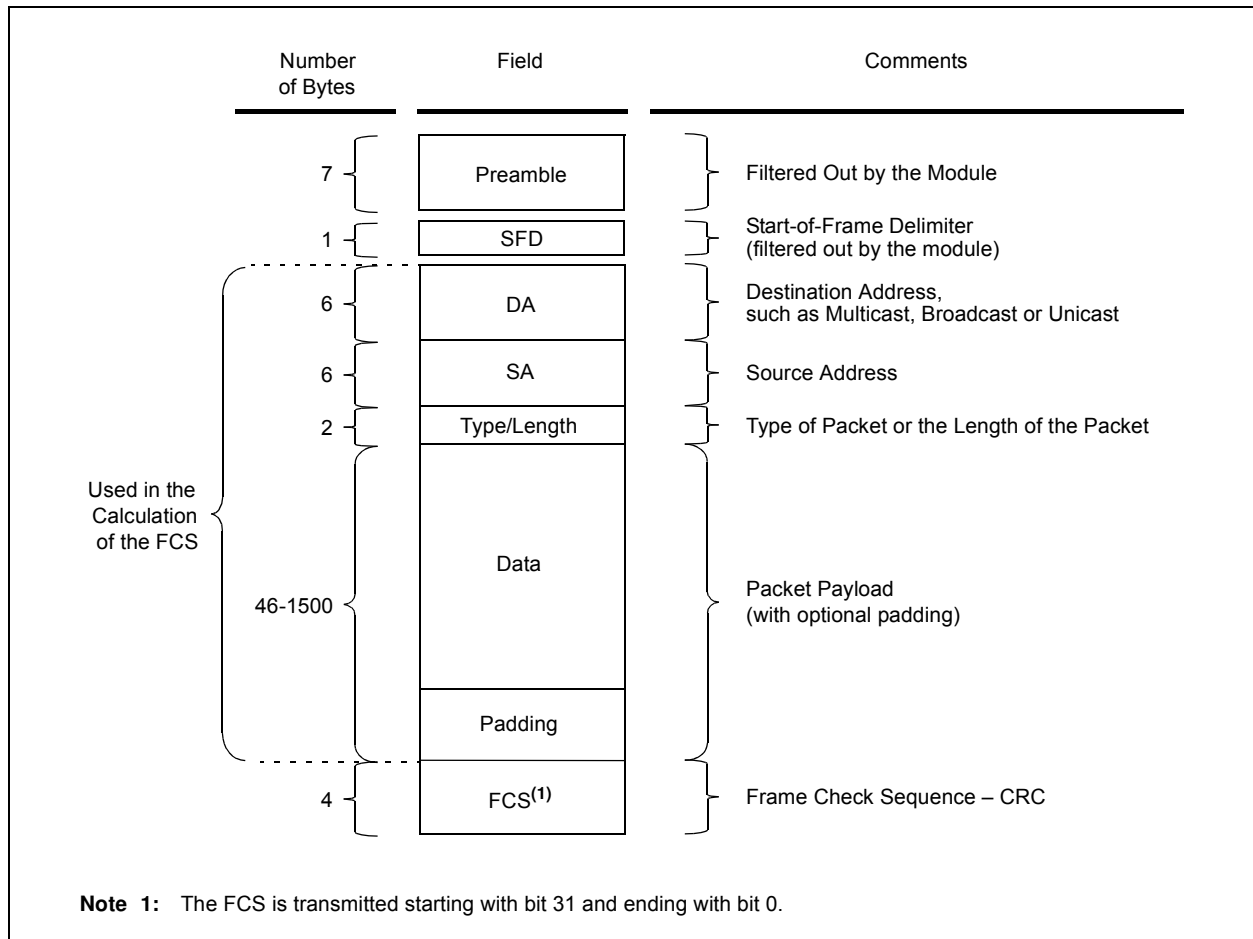 Number
of Bytes
Field
Comments
7
Preamble
Filtered Out by the Module
1
SFD
Start-of-Frame Delimiter
(filtered out by the module)
6
DA
Destination Address,
such as Multicast, Broadcast or Unicast
6
SA
Source Address
2
Type/Length
Type of Packet or the Length of the Packet
Used in the
Calculation
of the FCS
46-1500
Data
Packet Payload
(with optional padding)
Padding
4
FCS(1)
Frame Check Sequence – CRC
Note 1: The FCS is transmitted starting with bit 31 and ending with bit 0.